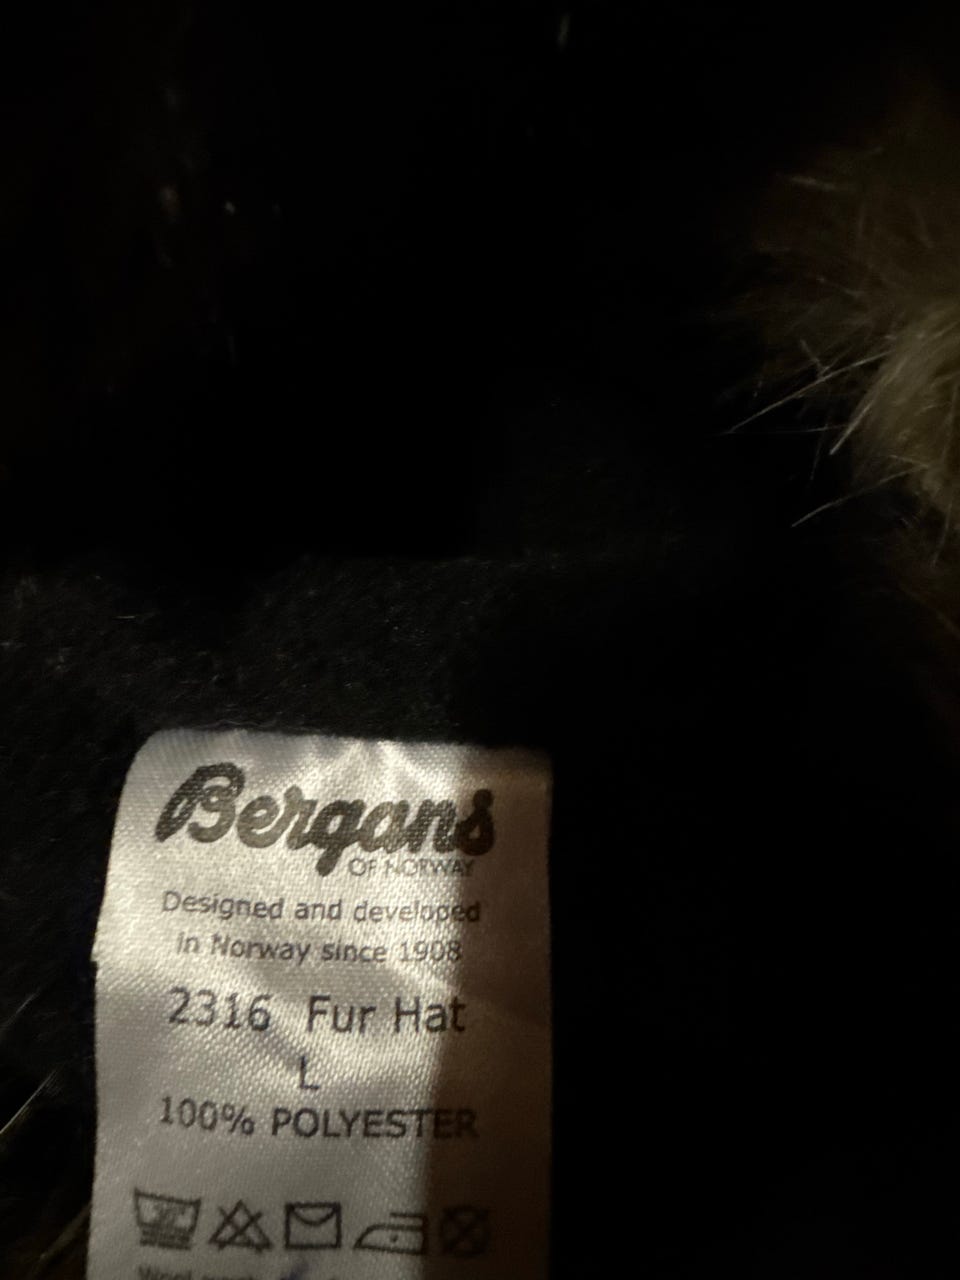 Bergans
OF NORWAY
Designed and developed
in Norway since 1908
2316 Fur Hat
L
100% POLYESTER